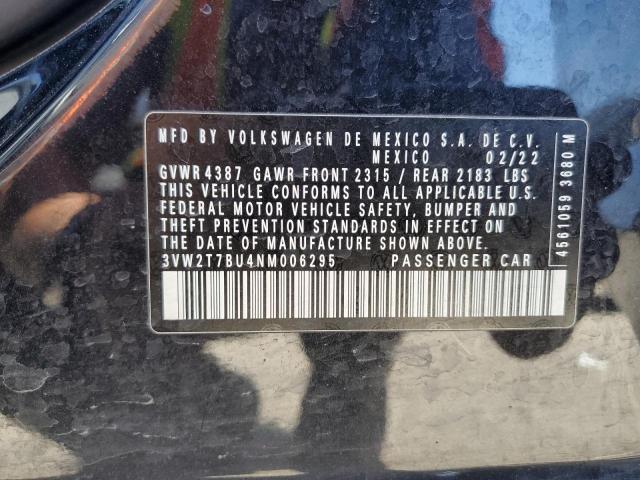 MFD BY VOLKSWAGEN DE MEXICO S.A. DE C.V.
MEXICO 02/22
GVWR 4387 GAWR FRONT 2315 / REAR 2183 LBS
THIS VEHICLE CONFORMS TO ALL APPLICABLE U.S.
FEDERAL MOTOR VEHICLE SAFETY, BUMPER AND
THEFT PREVENTION STANDARDS IN EFFECT ON
THE DATE OF MANUFACTURE SHOWN ABOVE.
3VW2T7BU4NM006295 PASSENGER CAR
4561059 3680 M